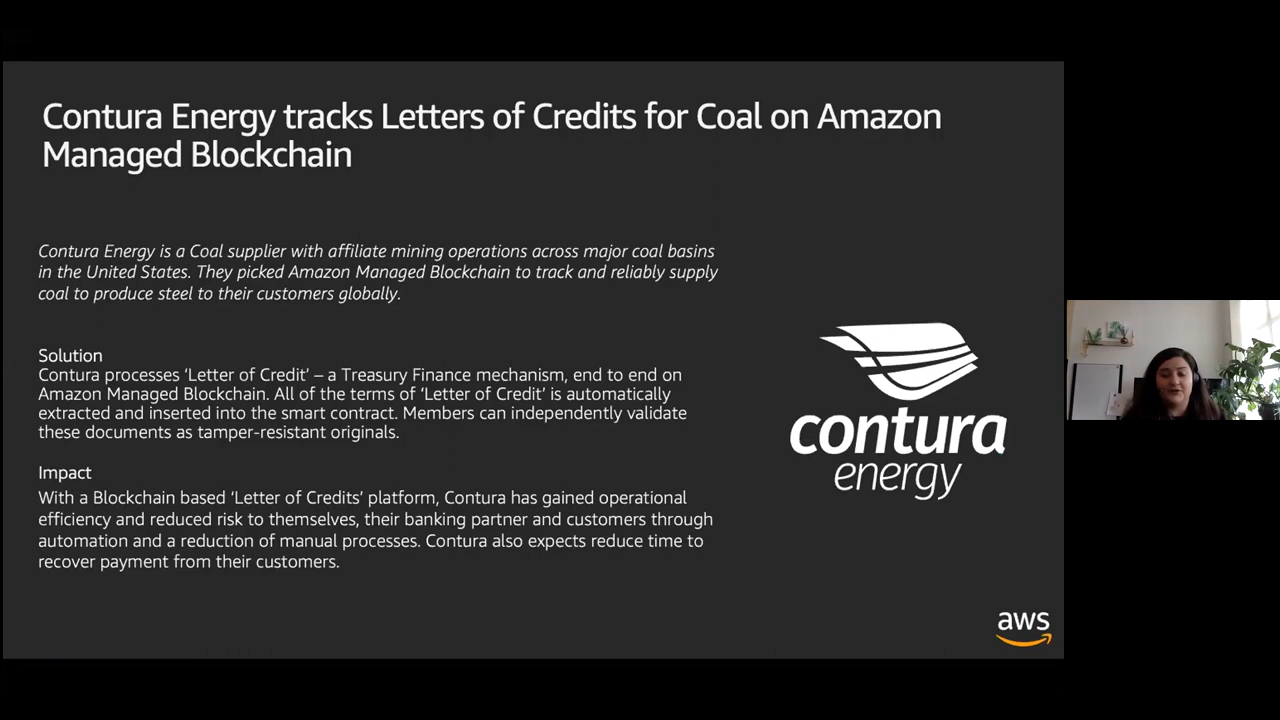 Contura Energy tracks Letters of Credits for Coal on Amazon
Managed Blockchain
Contura Energy is a Coal supplier with affiliate mining operations across major coal basins
in the United States. They picked Amazon Managed Blockchain to track and reliably supply
coal to produce steel to their customers globally.
Solution
Contura processes ‘Letter of Credit’ – a Treasury Finance mechanism, end to end on
Amazon Managed Blockchain. All of the terms of ‘Letter of Credit’ is automatically
extracted and inserted into the smart contract. Members can independently validate
these documents as tamper-resistant originals.
Impact
With a Blockchain based ‘Letter of Credits’ platform, Contura has gained operational
efficiency and reduced risk to themselves, their banking partner and customers through
automation and a reduction of manual processes. Contura also expects reduce time to
recover payment from their customers.
contura
energy
aws